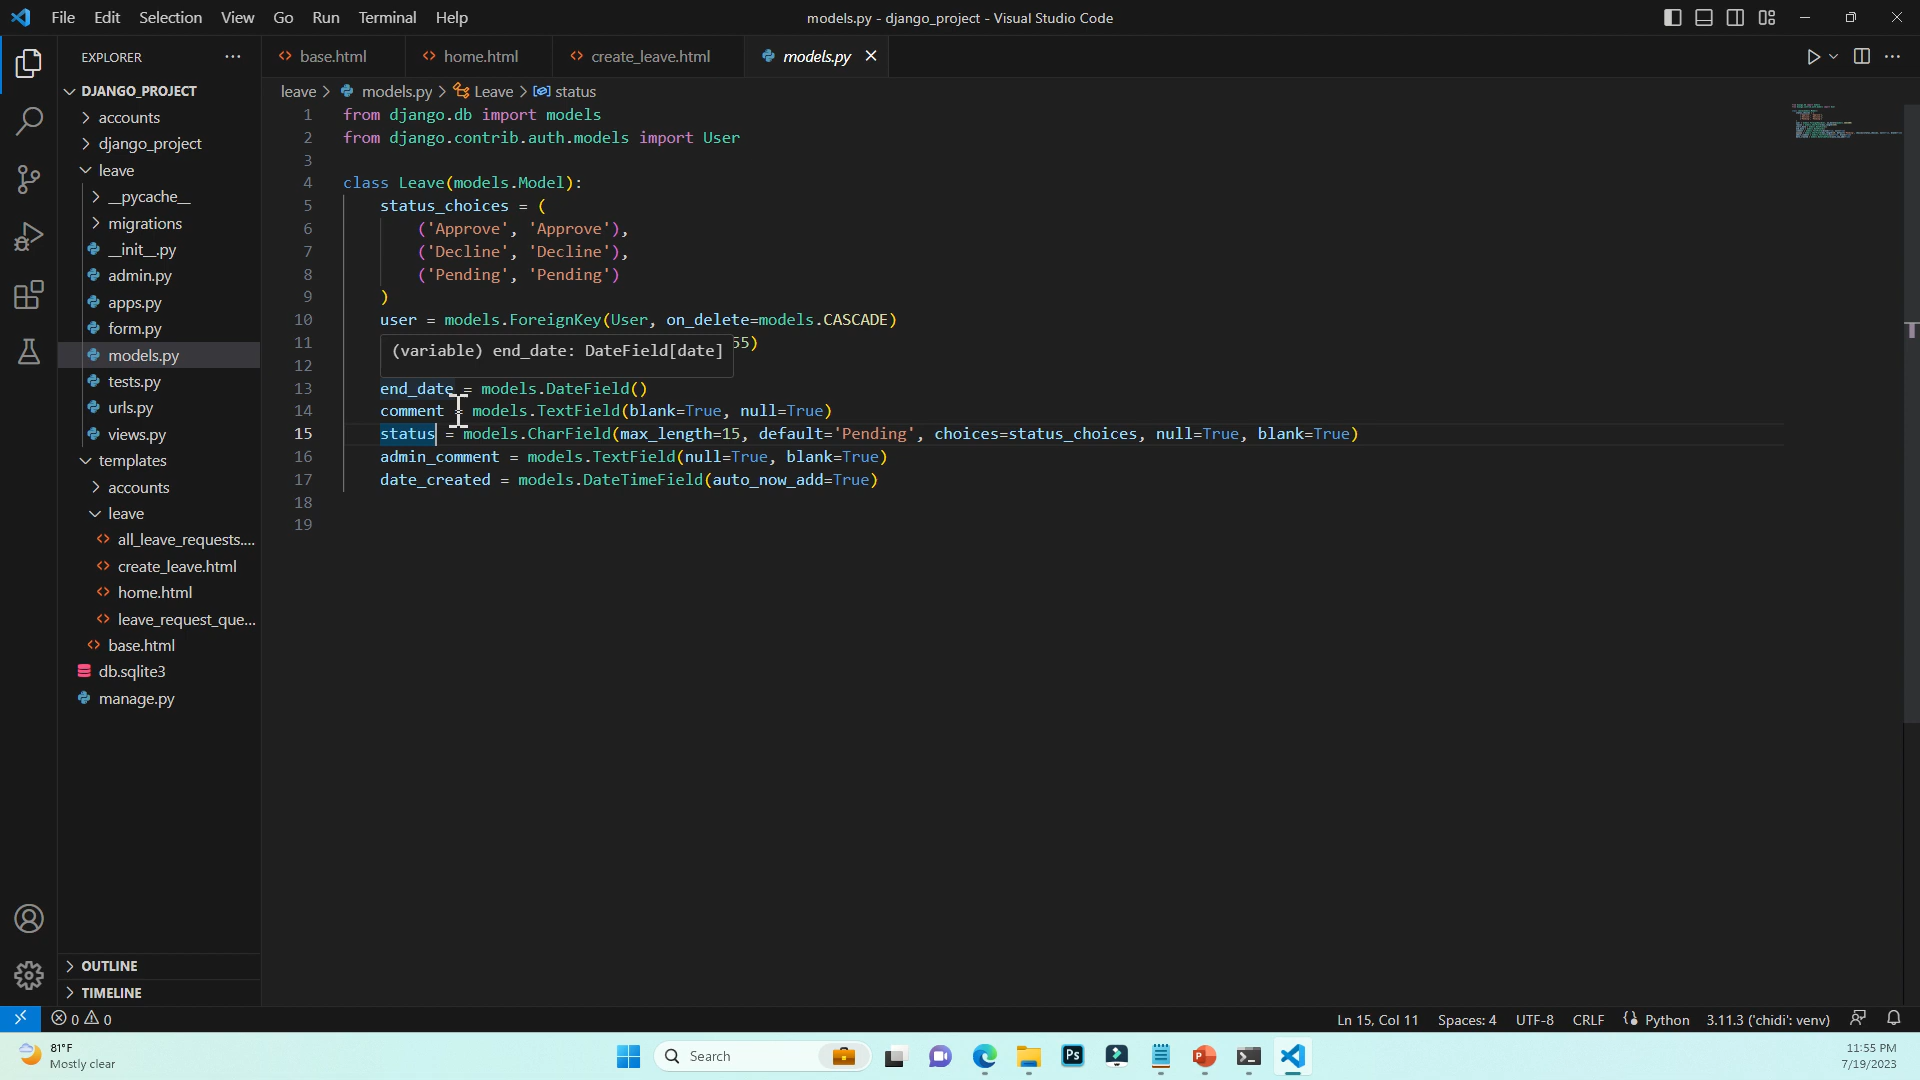 File Edit Selection View Go Run Terminal Help
models.py - django_project - Visual Studio Code
EXPLORER
DJANGO_PROJECT
accounts
django_project
leave
__pycache__
migrations
__init__.py
admin.py
apps.py
form.py
models.py
tests.py
urls.py
views.py
templates
accounts
leave
all_leave_requests....
create_leave.html
home.html
leave_request_que...
base.html
db.sqlite3
manage.py
OUTLINE
TIMELINE
base.html home.html create_leave.html models.py
leave > models.py > Leave > status
1 from django.db import models
2 from django.contrib.auth.models import User
3
4 class Leave(models.Model):
5 status_choices = (
6 ('Approve', 'Approve'),
7 ('Decline', 'Decline'),
8 ('Pending', 'Pending')
9 )
10 user = models.ForeignKey(User, on_delete=models.CASCADE)
11 55)
(variable) end_date: DateField[date]
12
13 end_date = models.DateField()
14 comment = models.TextField(blank=True, null=True)
15 status = models.CharField(max_length=15, default='Pending', choices=status_choices, null=True, blank=True)
16 admin_comment = models.TextField(null=True, blank=True)
17 date_created = models.DateTimeField(auto_now_add=True)
18
19
0 0
Ln 15, Col 11 Spaces: 4 UTF-8 CRLF Python 3.11.3 ('chidi': venv)
81°F
Mostly clear
Search
Ps
11:55 PM
7/19/2023